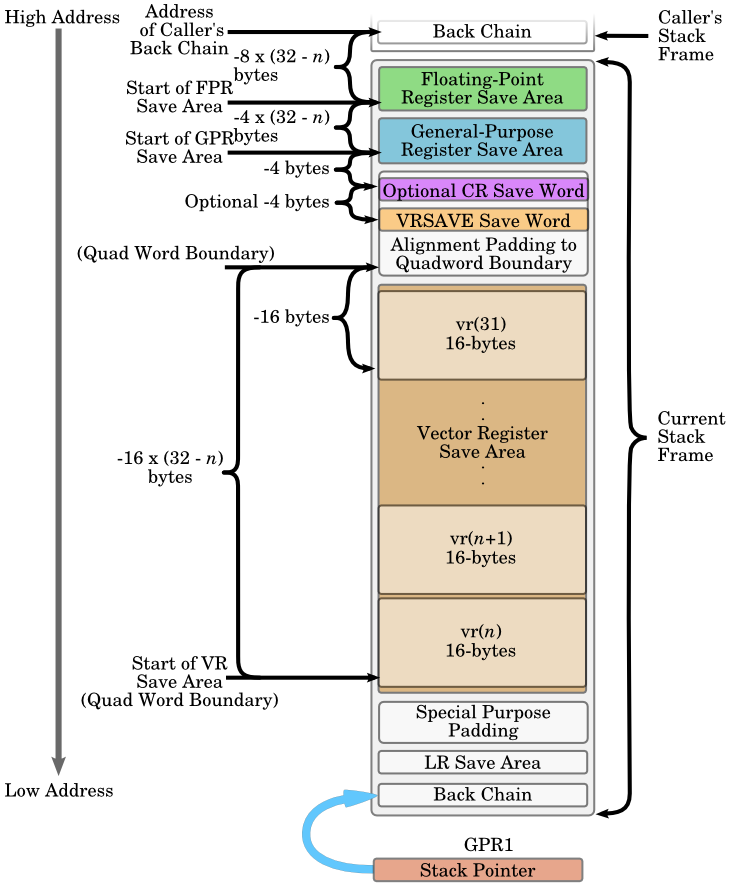 High Address
Address
of Caller's
Back Chain
Back Chain
Caller's
Stack
Frame
-8 x (32 - n)
bytes
Floating-Point
Register Save Area
Start of FPR
Save Area
-4 x (32 - n)
bytes
General-Purpose
Register Save Area
Start of GPR
Save Area
-4 bytes
Optional CR Save Word
Optional -4 bytes
VRSAVE Save Word
Alignment Padding to
Quadword Boundary
(Quad Word Boundary)
-16 bytes
vr(31)
16-bytes
.
.
Vector Register
Save Area
.
.
Current
Stack
Frame
-16 x (32 - n)
bytes
vr(n+1)
16-bytes
vr(n)
16-bytes
Start of VR
Save Area
(Quad Word Boundary)
Special Purpose
Padding
LR Save Area
Low Address
Back Chain
GPR1
Stack Pointer